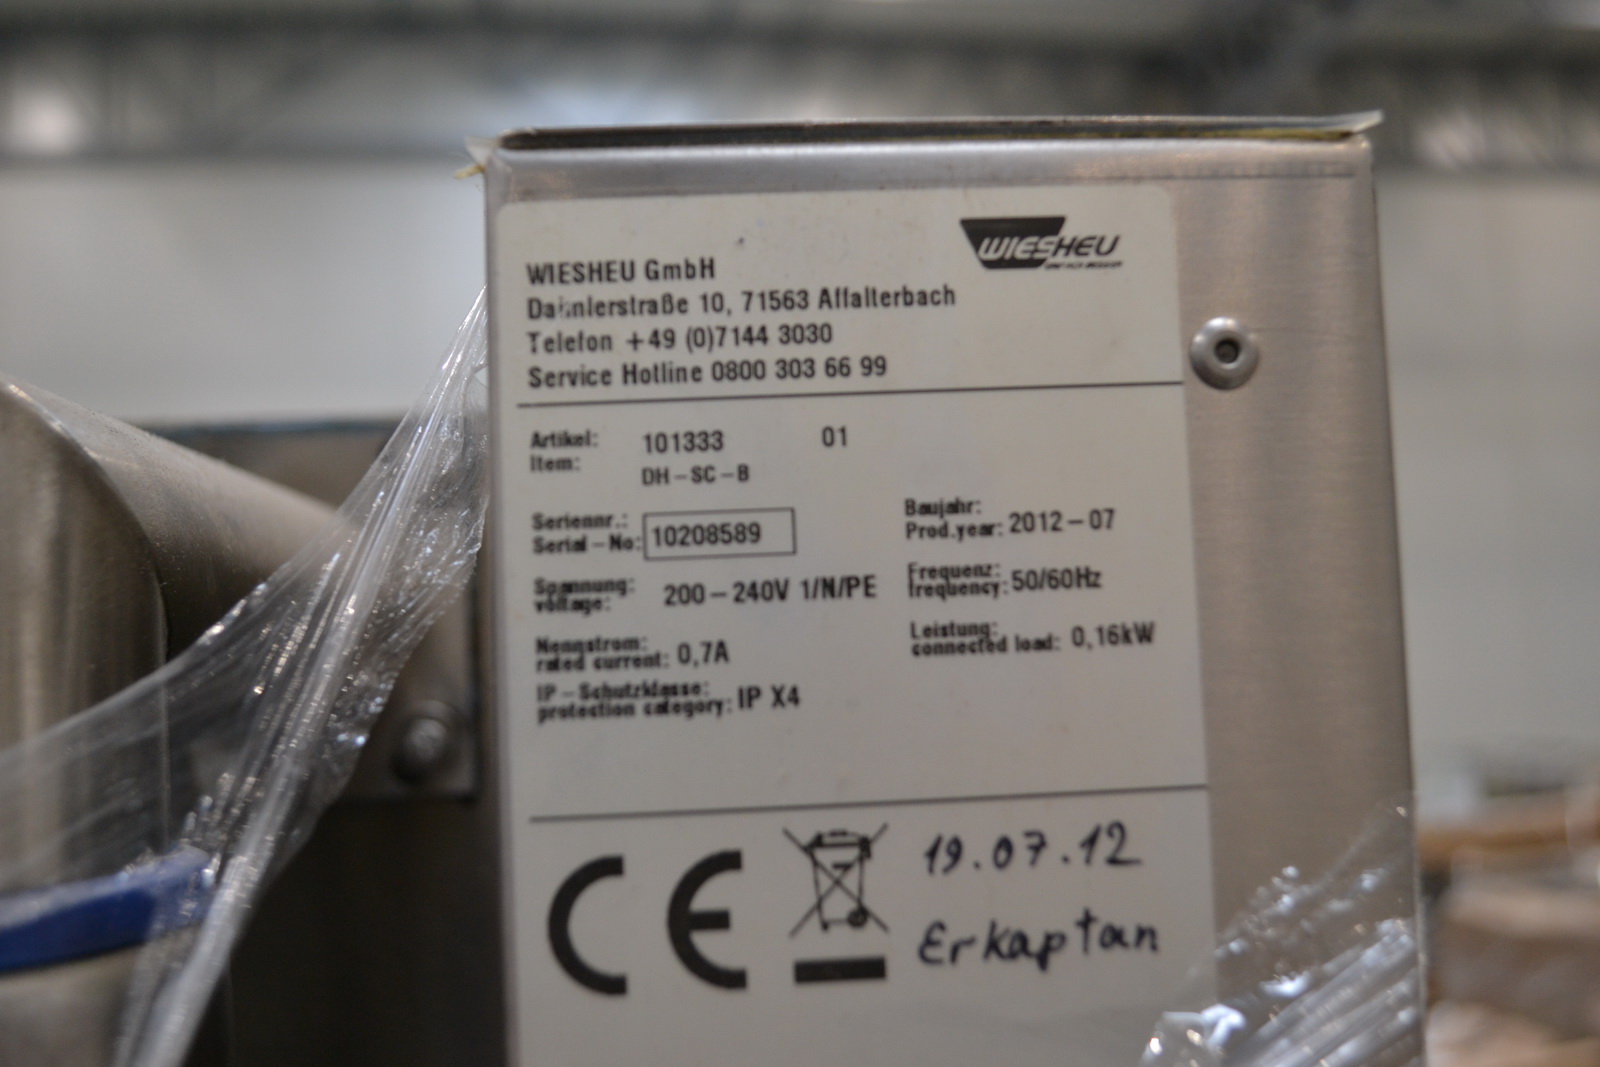 WIESHEU
WIESHEU GmbH
Daimlerstraße 10, 71563 Affalterbach
Telefon +49 (0)7144 3030
Service Hotline 0800 303 66 99
Artikel: 101333 01
Item: DH-SC-B
Seriennr.: Baujahr:
Serial-No: 10208589 Prod.year: 2012-07
Spannung: Frequenz:
voltage: 200-240V 1/N/PE frequency: 50/60Hz
Nennstrom: Leistung:
rated current: 0,7A connected load: 0,16kW
IP-Schutzklasse:
protection category: IP X4
CE 19.07.12
Erkaptan